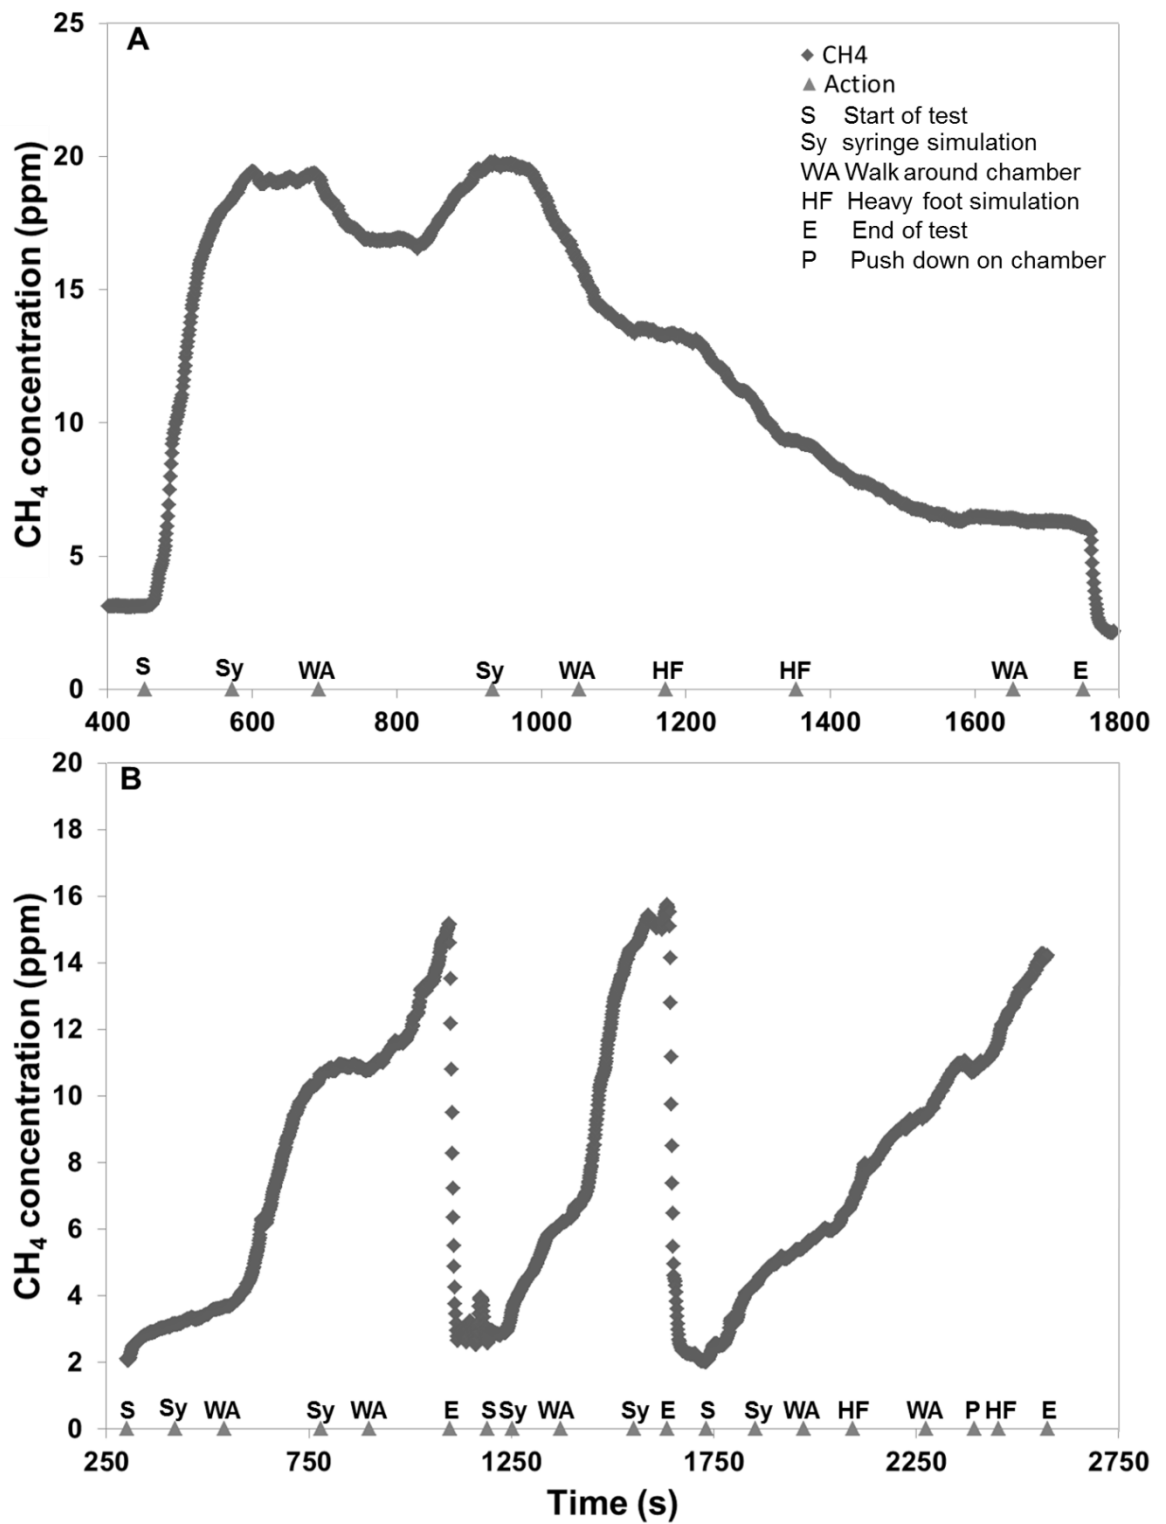 25
A
CH4
Action
S Start of test
Sy syringe simulation
WA Walk around chamber
HF Heavy foot simulation
E End of test
P Push down on chamber
20
15
10
5
0
CH₄ concentration (ppm)
S Sy WA Sy WA HF HF WA E
400 600 800 1000 1200 1400 1600 1800
B
20
18
16
14
12
10
8
6
4
2
0
CH₄ concentration (ppm)
S Sy WA Sy WA E S Sy WA Sy E S Sy WA HF WA P HF E
250 750 1250 1750 2250 2750
Time (s)